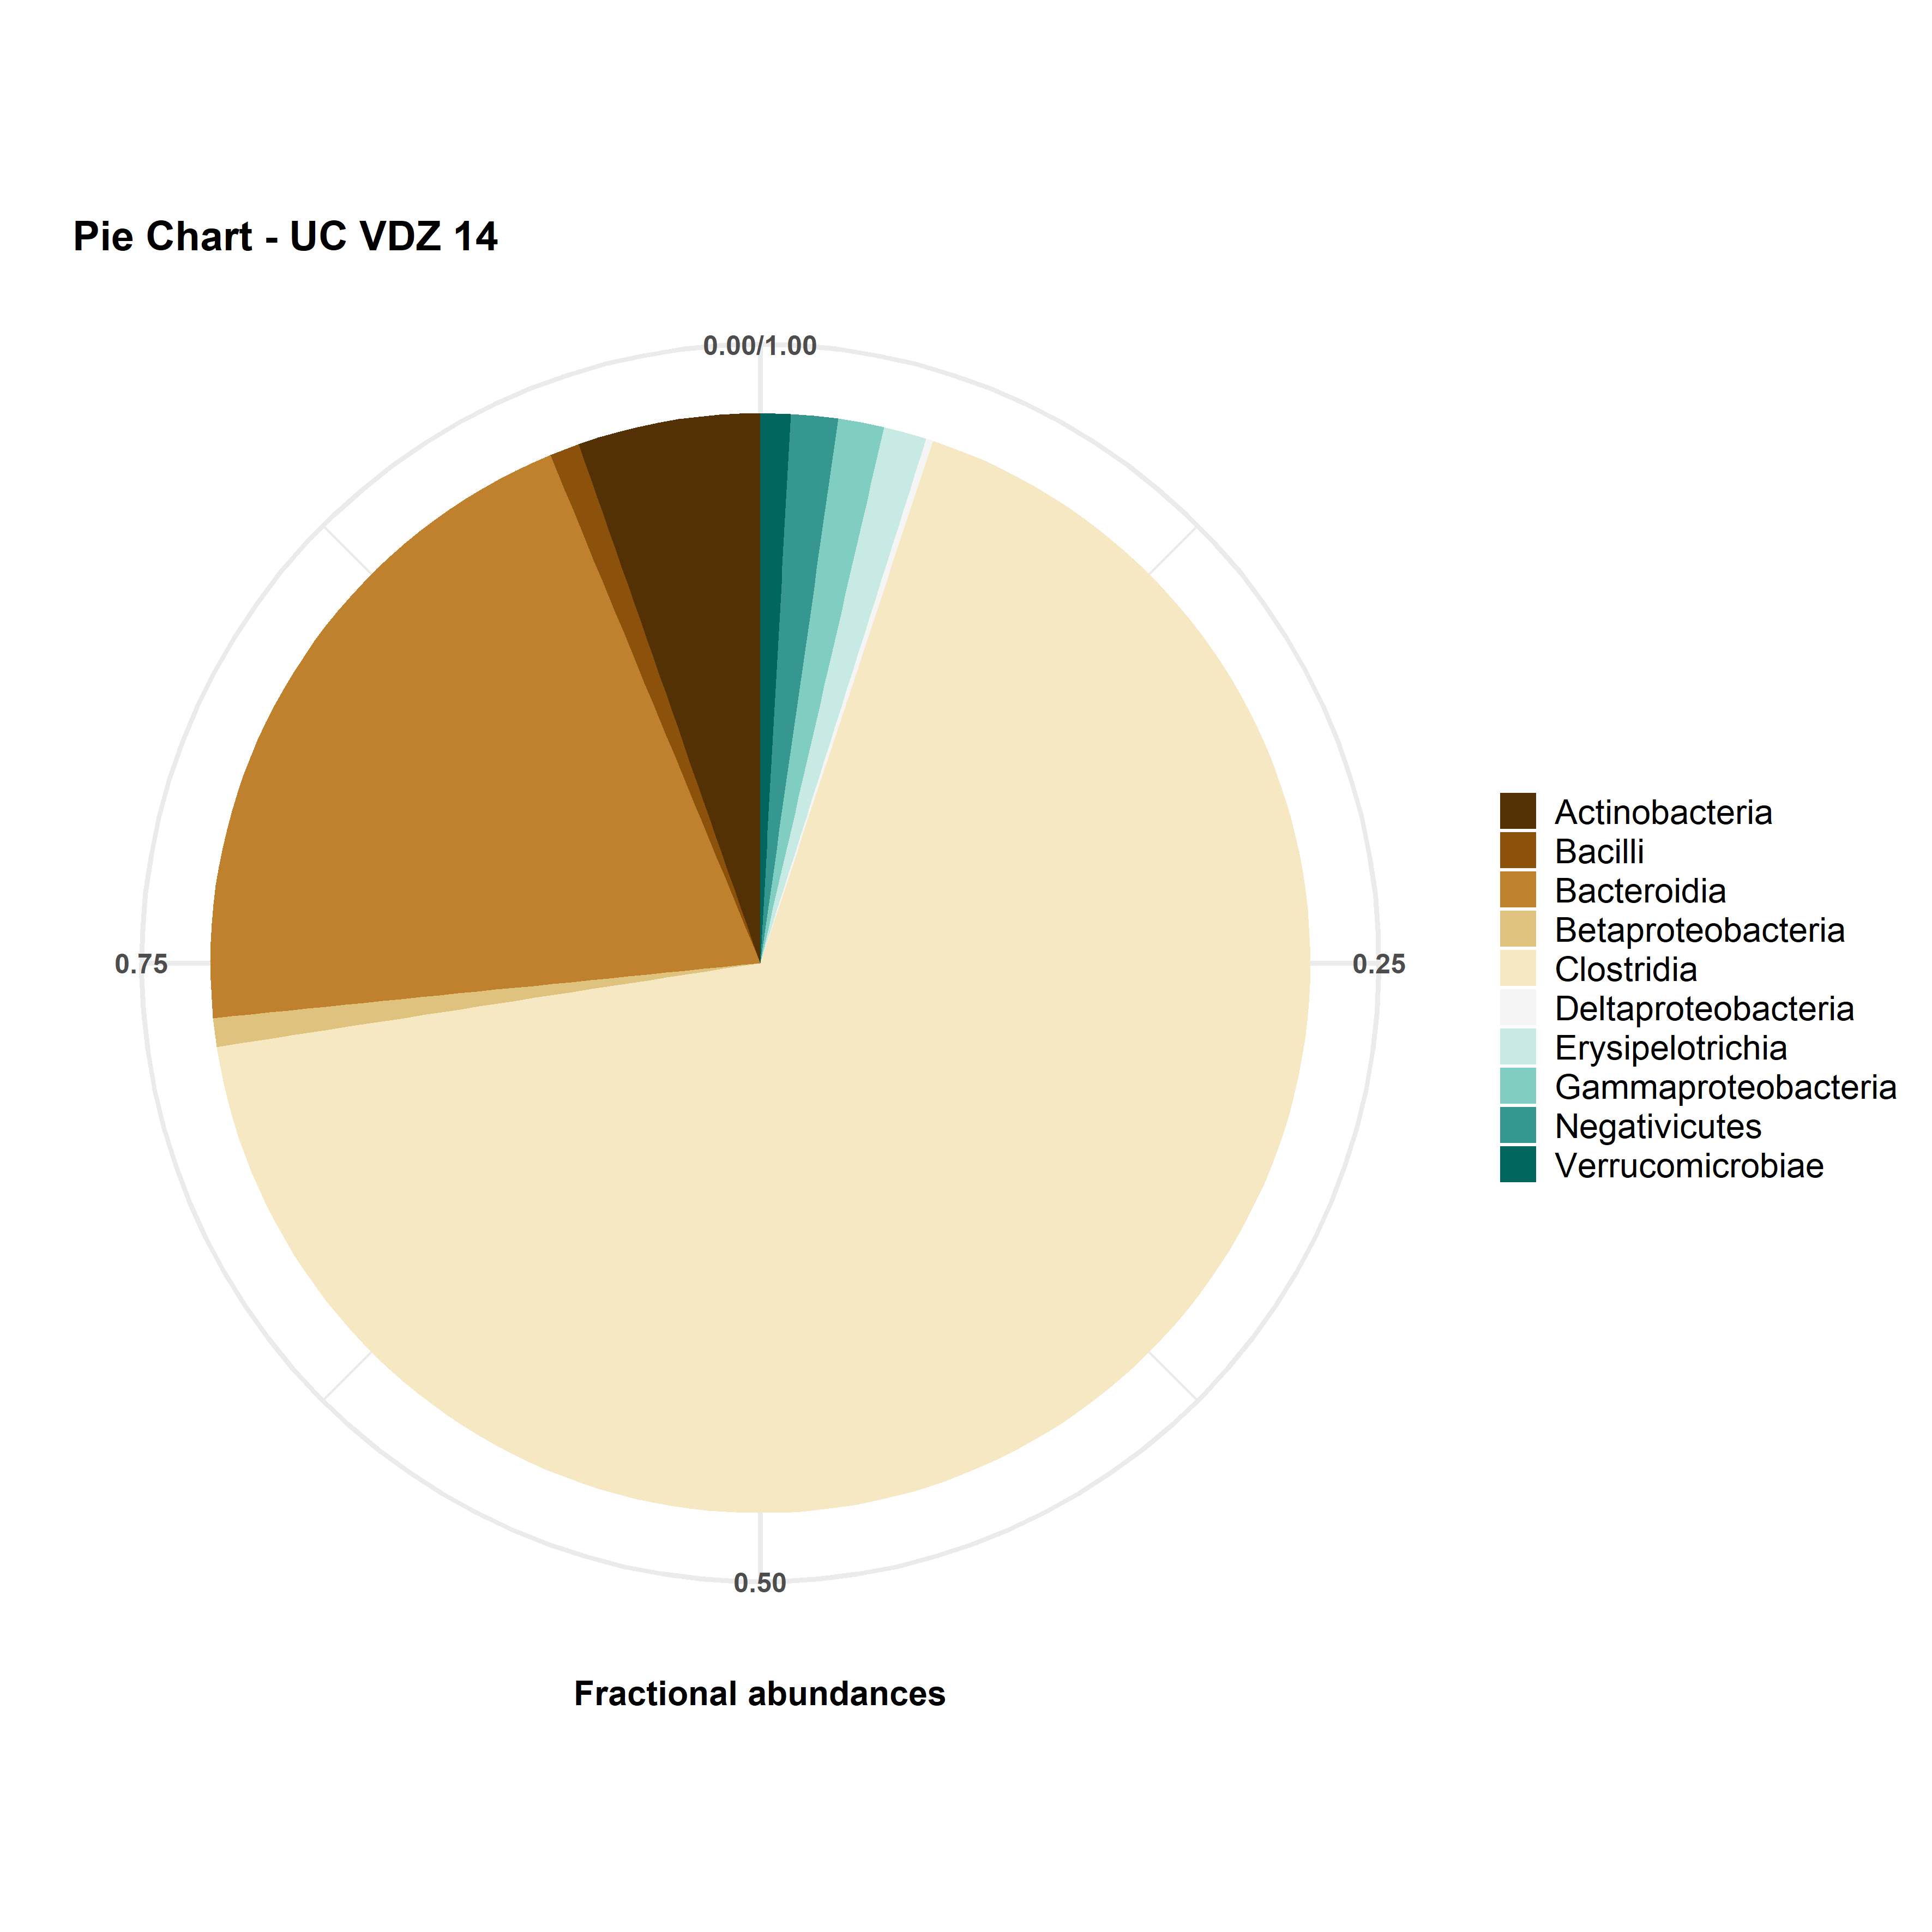 Pie Chart - UC VDZ 14
0.00/1.00
0.75
0.25
0.50
Fractional abundances
Actinobacteria
Bacilli
Bacteroidia
Betaproteobacteria
Clostridia
Deltaproteobacteria
Erysipelotrichia
Gammaproteobacteria
Negativicutes
Verrucomicrobiae